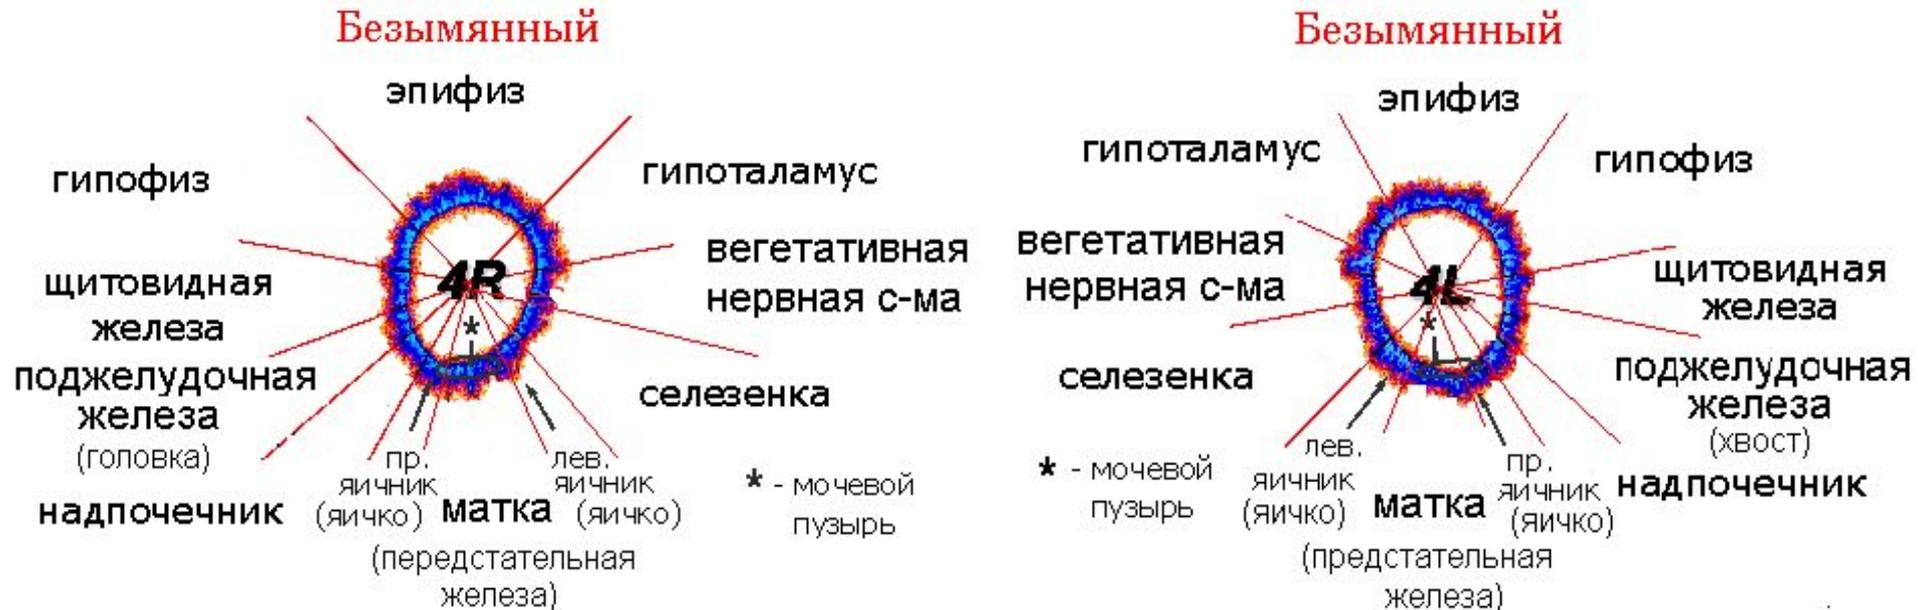 Безымянный
эпифиз
гипофиз
гипоталамус
вегетативная
нервная с-ма
щитовидная
железа
поджелудочная
железа
(головка)
селезенка
надпочечник
пр.
яичник
(яичко)
матка
(передстательная
железа)
лев.
яичник
(яичко)
* - мочевой
пузырь
4R
*
Безымянный
эпифиз
гипоталамус
гипофиз
вегетативная
нервная с-ма
щитовидная
железа
селезенка
поджелудочная
железа
(хвост)
надпочечник
* - мочевой
пузырь
лев.
яичник
(яичко)
матка
(предстательная
железа)
пр.
яичник
(яичко)
4L
*